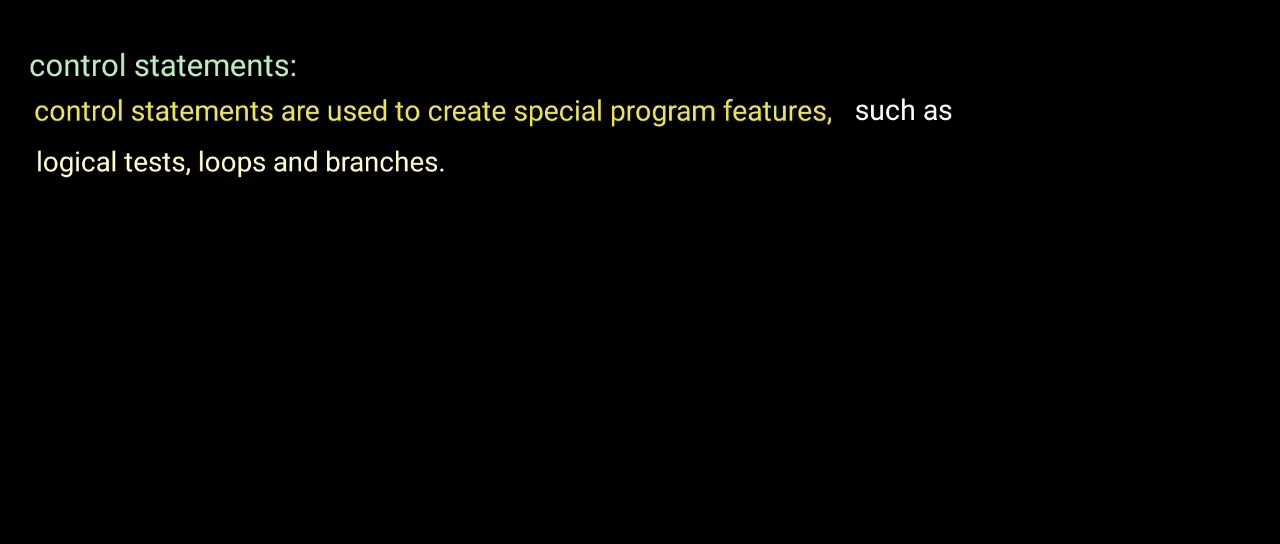 control statements:
control statements are used to create special program features, such as
logical tests, loops and branches.